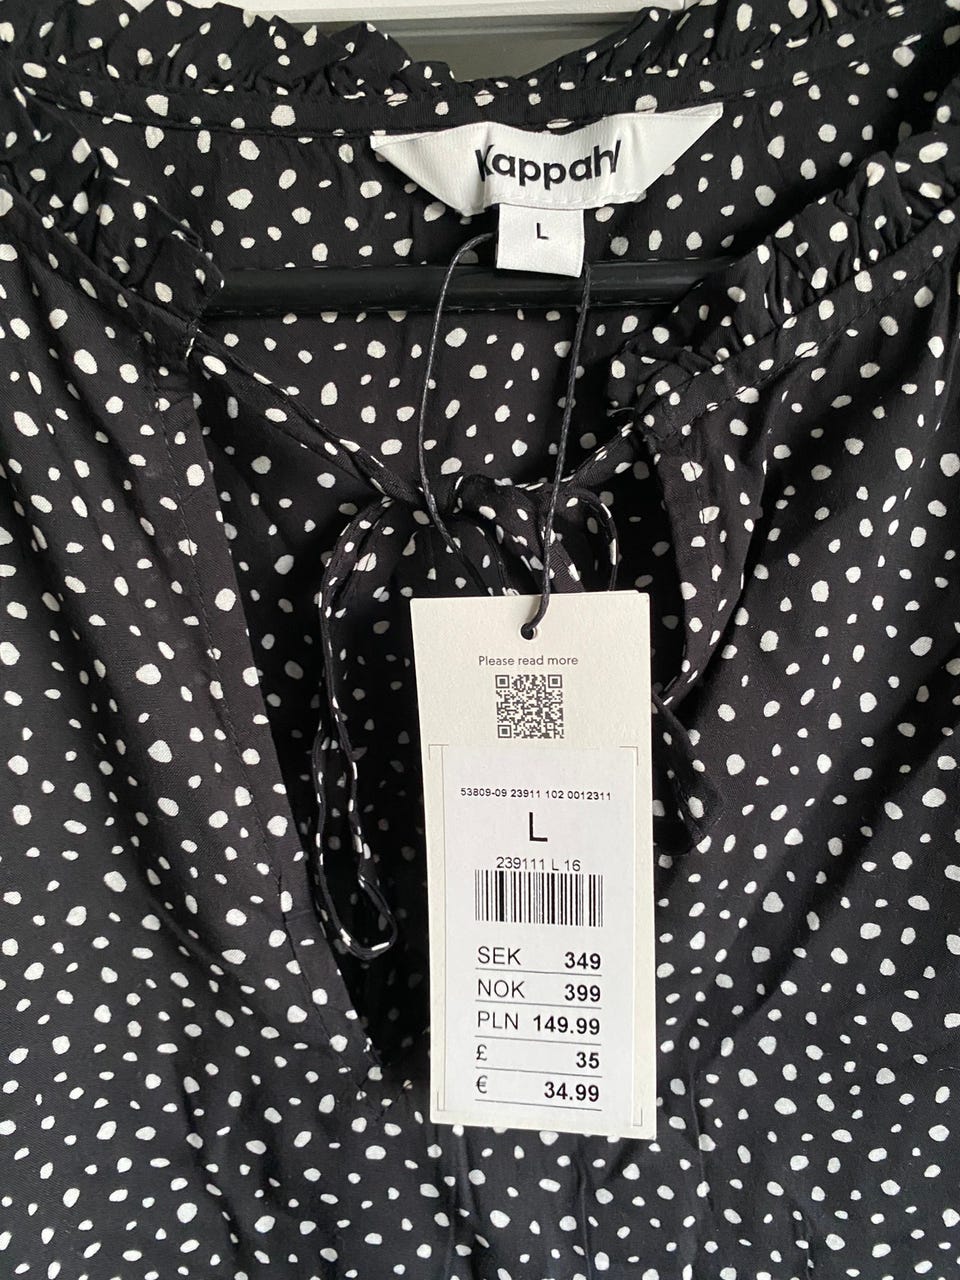 Kappahl
L
Please read more
53809-09 23911 102 0012311
L
239111 L 16
SEK 349
NOK 399
PLN 149.99
£ 35
€ 34.99